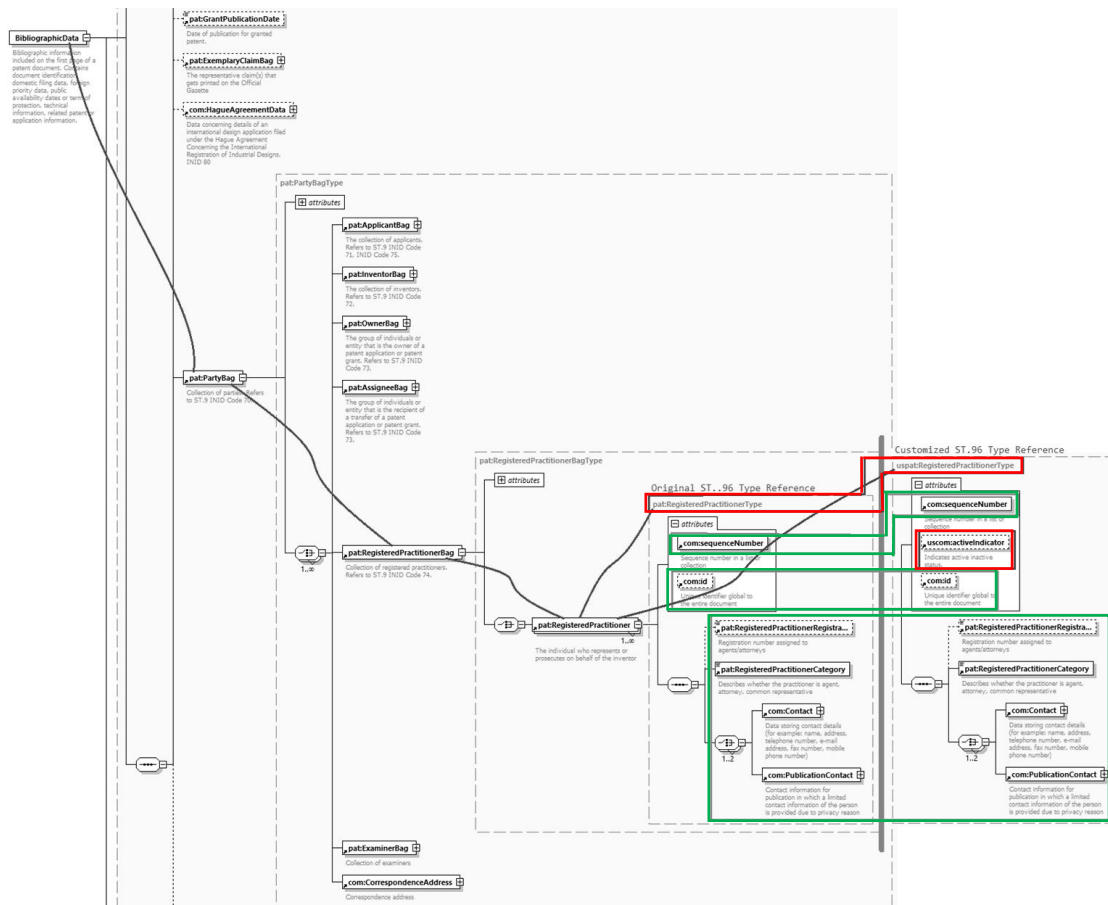 pat:GrantPublicationDate
Date of publication for granted
patent.
BibliographicData
Bibliographic information
included on the first page of a
patent document. Contains
document identification,
domestic filing data, foreign
priority data, public
availability dates or term of
protection, technical
information, related patent or
application information.
pat:ExemplaryClaimBag
The representative claim(s) that
gets printed on the Official
Gazette
com:HagueAgreementData
Data concerning details of an
international design application filed
under the Hague Agreement
Concerning the International
Registration of Industrial Designs.
INID 80
pat:PartyBagType
attributes
pat:ApplicantBag
The collection of applicants.
Refers to ST.9 INID Code
71, INID Code 75.
pat:InventorBag
The collection of inventors.
Refers to ST.9 INID Code
72.
pat:OwnerBag
The group of individuals or
entity that is the owner of a
patent application or patent
grant. Refers to ST.9 INID
Code 73.
pat:PartyBag
Collection of parties. Refers
to ST.9 INID Code 70.
pat:AssigneeBag
The group of individuals or
entity that is the recipient of
a transfer of a patent
application or patent grant.
Refers to ST.9 INID Code
73.
pat:RegisteredPractitionerBagType
attributes
pat:RegisteredPractitionerBag
1..∞
Collection of registered practitioners.
Refers to ST.9 INID Code 74.
pat:RegisteredPractitioner
1..∞
The individual who represents or
prosecutes on behalf of the inventor
Original ST..96 Type Reference
pat:RegisteredPractitionerType
attributes
com:sequenceNumber
Sequence number in a list or
collection
com:id
Unique identifier global to
the entire document
pat:RegisteredPractitionerRegistra...
Registration number assigned to
agents/attorneys
pat:RegisteredPractitionerCategory
Describes whether the practitioner is agent,
attorney, common representative
com:Contact
Data storing contact details
(for example: name, address,
telephone number, e-mail
address, fax number, mobile
phone number)
1..2
com:PublicationContact
Contact information for
publication in which a limited
contact information of the person
is provided due to privacy reason
Customized ST.96 Type Reference
uspat:RegisteredPractitionerType
attributes
com:sequenceNumber
Sequence number in a list or
collection
uscom:activeIndicator
Indicates active inactive
status.
com:id
Unique identifier global to
the entire document
pat:RegisteredPractitionerRegistra...
Registration number assigned to
agents/attorneys
pat:RegisteredPractitionerCategory
Describes whether the practitioner is agent,
attorney, common representative
com:Contact
Data storing contact details
(for example: name, address,
telephone number, e-mail
address, fax number, mobile
phone number)
1..2
com:PublicationContact
Contact information for
publication in which a limited
contact information of the person
is provided due to privacy reason
pat:ExaminerBag
Collection of examiners
com:CorrespondenceAddress
Correspondence address